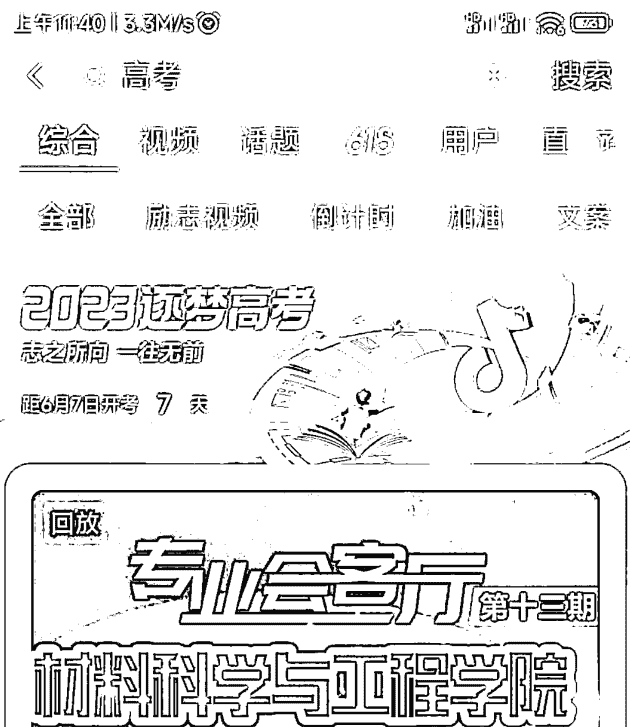 上午11:40 | 3.3M/s
高考 搜索
综合 视频 话题 618 用户 直
全部 励志视频 倒计时 加油 文案
2023逐梦高考
志之所向 一往无前
距6月7日开考 7 天
回放
专业会客厅
第十三期
材料科学与工程学院